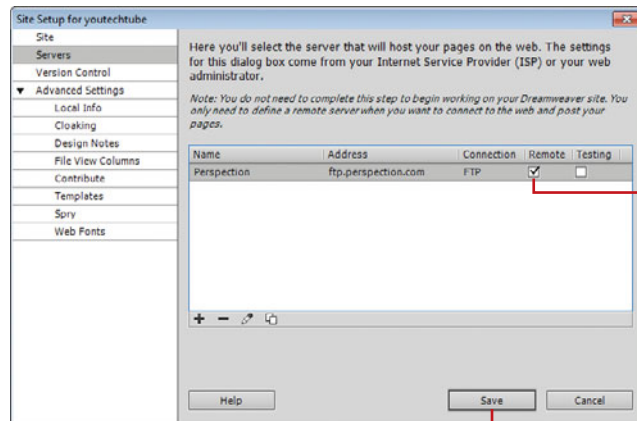 Site Setup for youtechtube
Site
Servers
Version Control
Advanced Settings
Local Info
Cloaking
Design Notes
File View Columns
Contribute
Templates
Spry
Web Fonts
Here you'll select the server that will host your pages on the web. The settings
for this dialog box come from your Internet Service Provider (ISP) or your web
administrator.
Note: You do not need to complete this step to begin working on your Dreamweaver site. You
only need to define a remote server when you want to connect to the web and post your
pages.
Name Address Connection Remote Testing
Perspection ftp.perspection.com FTP
Help Save Cancel